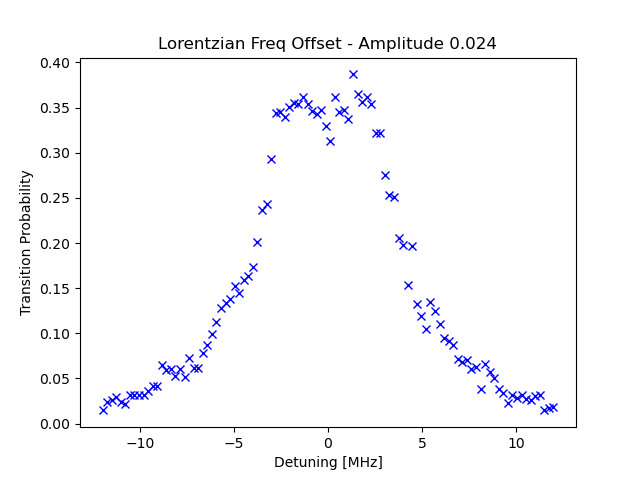 Lorentzian Freq Offset - Amplitude 0.024
Transition Probability
0.40
0.35
0.30
0.25
0.20
0.15
0.10
0.05
0.00
−10 −5 0 5 10
Detuning [MHz]